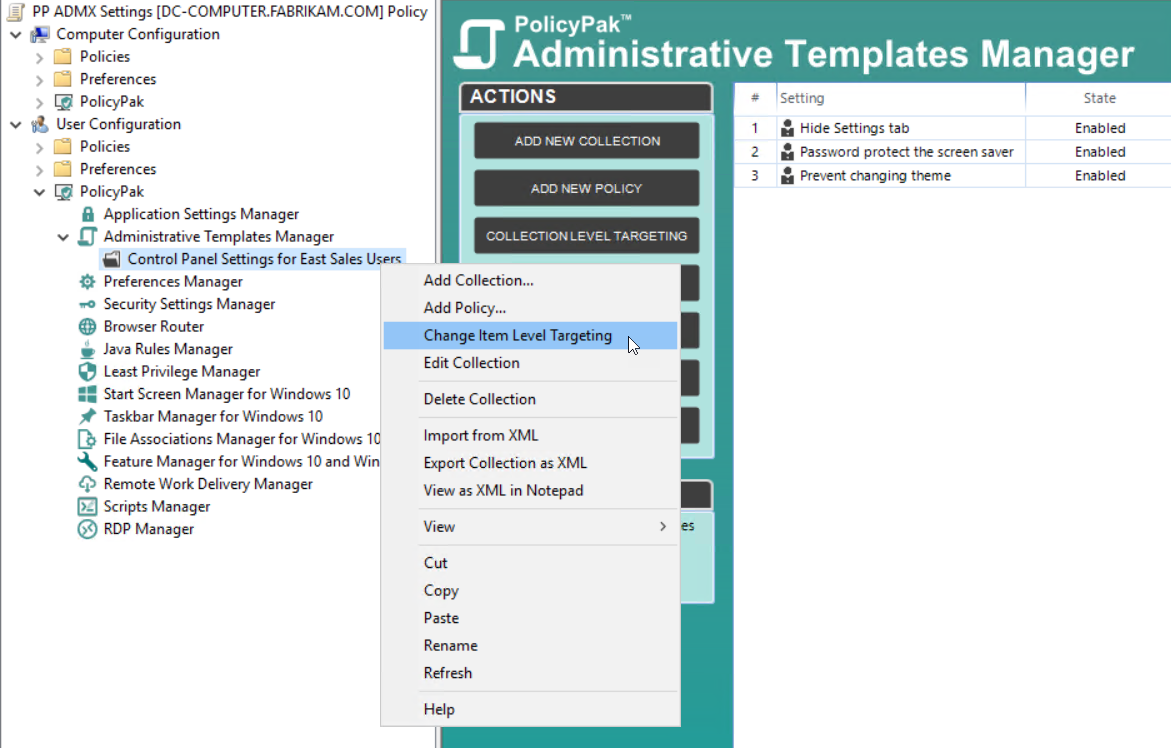 PP ADMX Settings [DC-COMPUTER.FABRIKAM.COM] Policy
Computer Configuration
Policies
Preferences
PolicyPak
User Configuration
Policies
Preferences
PolicyPak
Application Settings Manager
Administrative Templates Manager
Control Panel Settings for East Sales Users
Preferences Manager
Security Settings Manager
Browser Router
Java Rules Manager
Least Privilege Manager
Start Screen Manager for Windows 10
Taskbar Manager for Windows 10
File Associations Manager for Windows 10
Feature Manager for Windows 10 and Win
Remote Work Delivery Manager
Scripts Manager
RDP Manager
Add Collection...
Add Policy...
Change Item Level Targeting
Edit Collection
Delete Collection
Import from XML
Export Collection as XML
View as XML in Notepad
View
Cut
Copy
Paste
Rename
Refresh
Help
PolicyPak™
Administrative Templates Manager
ACTIONS
ADD NEW COLLECTION
ADD NEW POLICY
COLLECTION LEVEL TARGETING
es
# Setting State
1 Hide Settings tab Enabled
2 Password protect the screen saver Enabled
3 Prevent changing theme Enabled